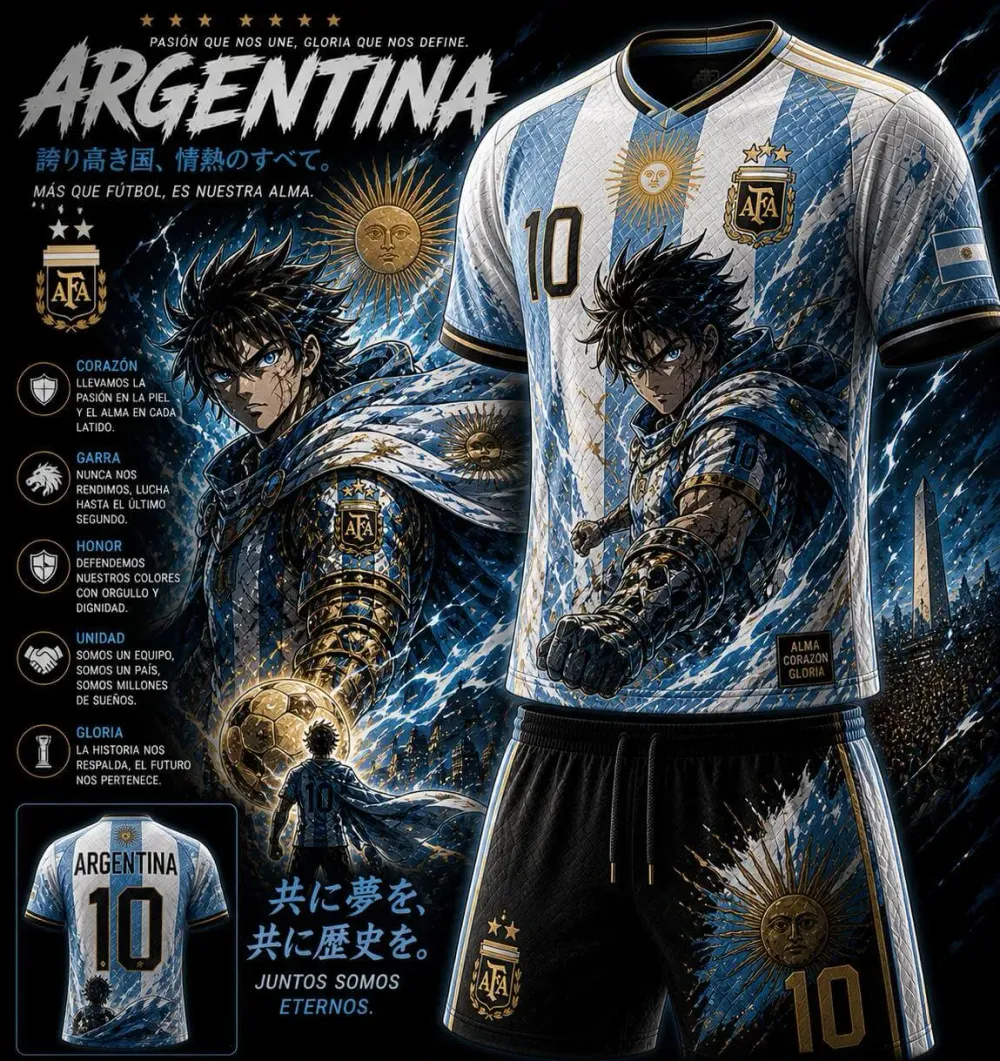 PASIÓN QUE NOS UNE, GLORIA QUE NOS DEFINE.
ARGENTINA
誇り高き国、情熱のすべて。
MÁS QUE FÚTBOL, ES NUESTRA ALMA.
AFA
CORAZÓN
LLEVAMOS LA
PASIÓN EN LA PIEL
Y EL ALMA EN CADA
LATIDO.
GARRA
NUNCA NOS
RENDIMOS, LUCHA
HASTA EL ÚLTIMO
SEGUNDO.
HONOR
DEFENDEMOS
NUESTROS COLORES
CON ORGULLO Y
DIGNIDAD.
UNIDAD
SOMOS UN EQUIPO,
SOMOS UN PAÍS,
SOMOS MILLONES
DE SUEÑOS.
GLORIA
LA HISTORIA NOS
RESPALDA, EL FUTURO
NOS PERTENECE.
AFA
10
ARGENTINA
10
共に夢を、
共に歴史を。
JUNTOS SOMOS
ETERNOS.
10
AFA
10
ALMA
CORAZON
GLORIA
AFA
10